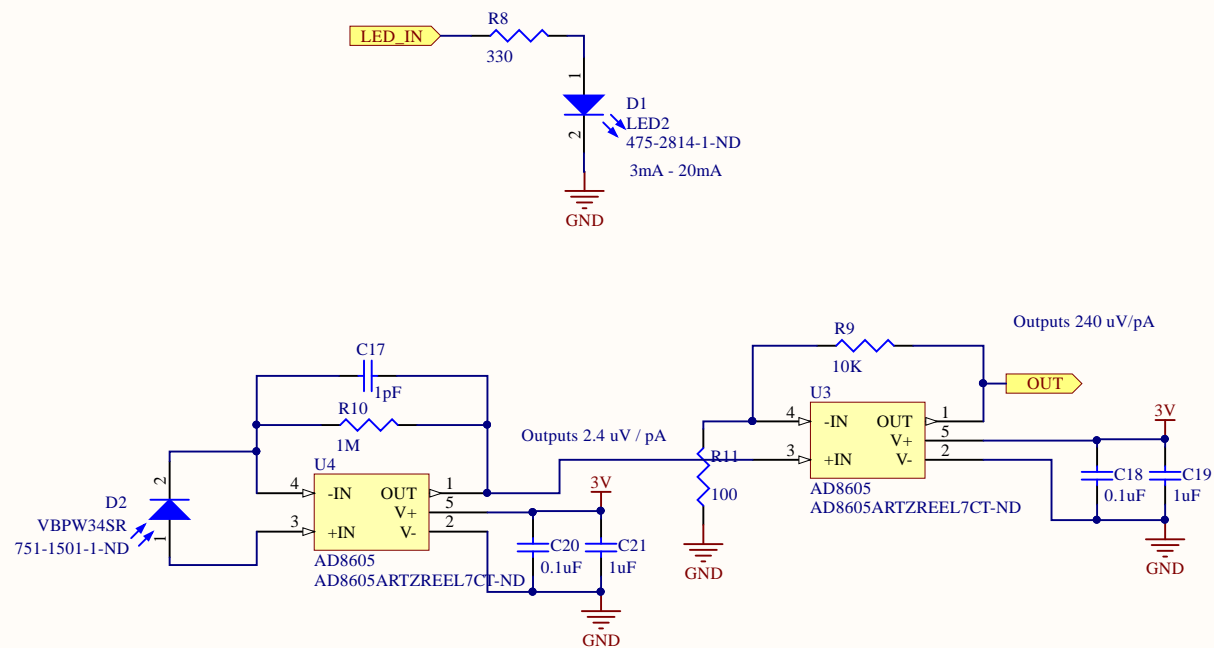 R8
LED_IN
330
1
D1
LED2
2
475-2814-1-ND
3mA - 20mA
GND
Outputs 240 uV/pA
R9
10K
OUT
C17
1pF
R10
1M
U3
4
-IN
OUT
1
V+
5
3
+IN
V-
2
3V
C18
0.1uF
C19
1uF
AD8605
AD8605ARTZREEL7CT-ND
GND
Outputs 2.4 uV / pA
R11
100
GND
U4
4
-IN
OUT
1
V+
5
3
+IN
V-
2
3V
C20
0.1uF
C21
1uF
AD8605
AD8605ARTZREEL7CT-ND
GND
2
D2
VBPW34SR
751-1501-1-ND
1